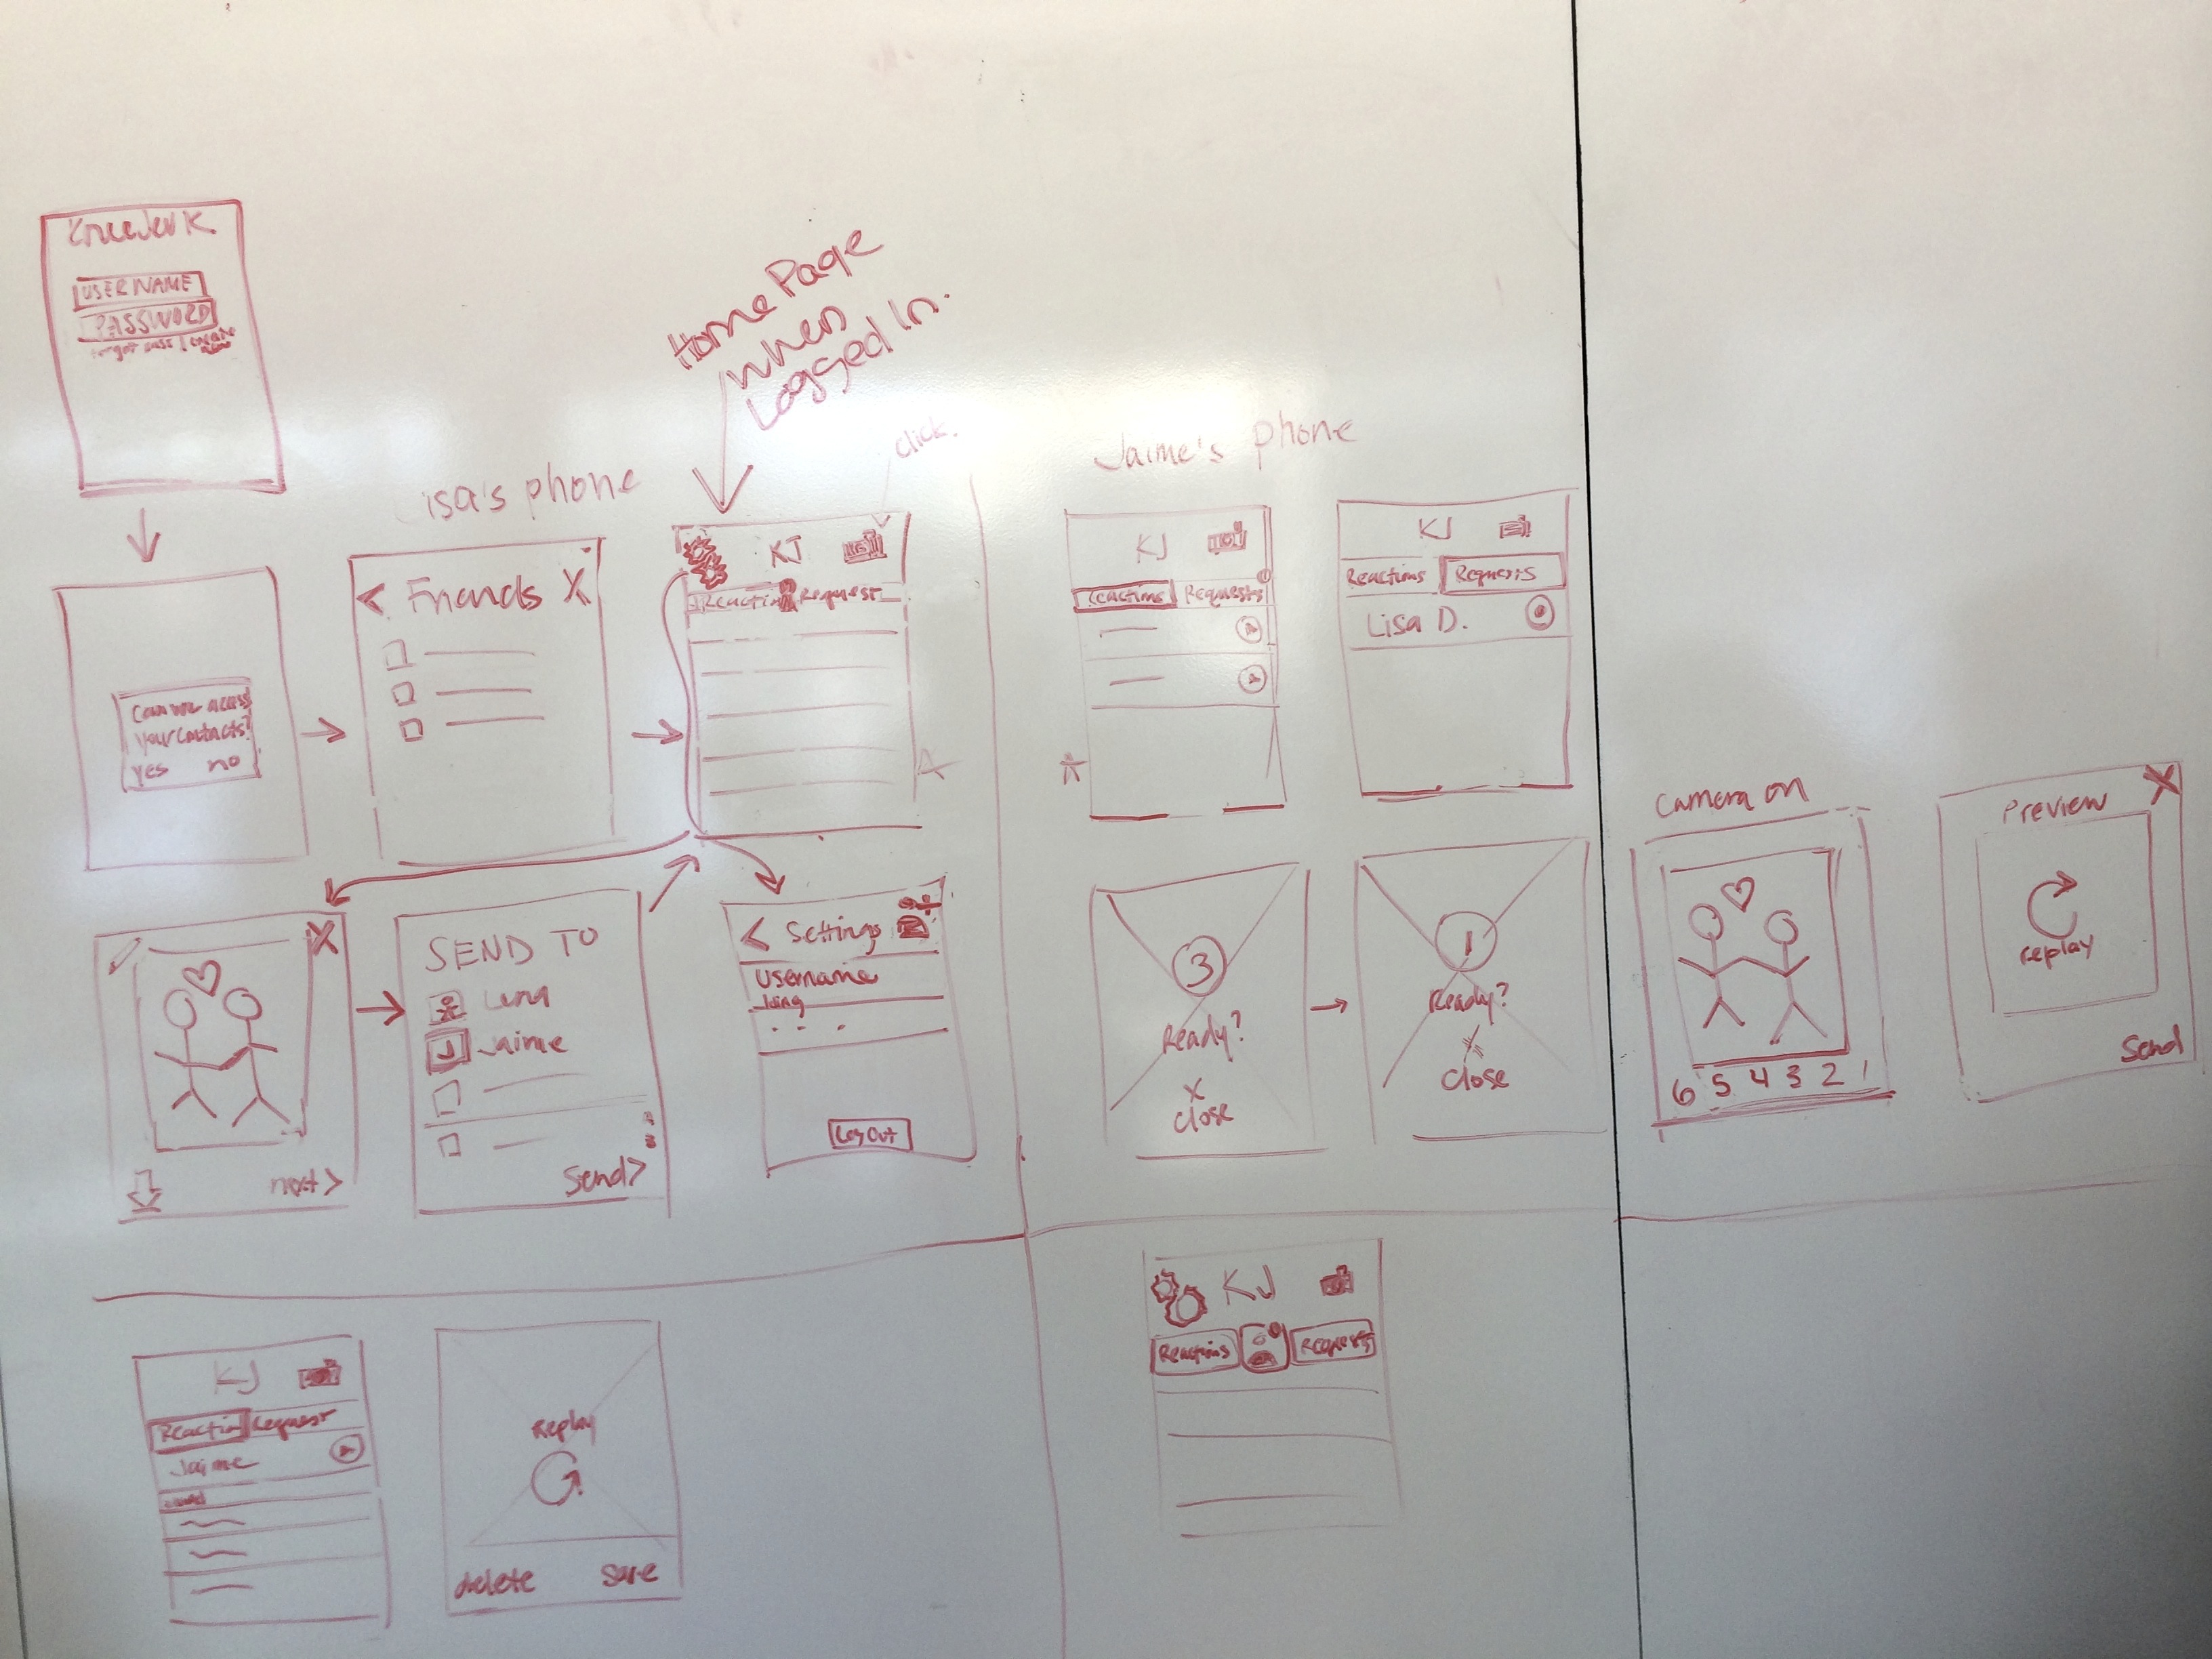 KneeJerk
USERNAME
PASSWORD
forgot pass | create new
Home Page
When
Logged In.
click.
isa's phone
Jaime's phone
Can we access
your contacts?
yes no
< Friends X
KJ
Reaction Request
KJ
Reactions Requests
KJ
Reactions Requests
Lisa D.
X
next >
SEND TO
Jaime
Send >
< Settings
Username
Log Out
3
Ready?
X
close
1
Ready?
X
close
Camera on
6 5 4 3 2 1
Preview X
replay
Send
KJ
Reaction Request
Jaime
Replay
delete save
KJ
Reactions Requests